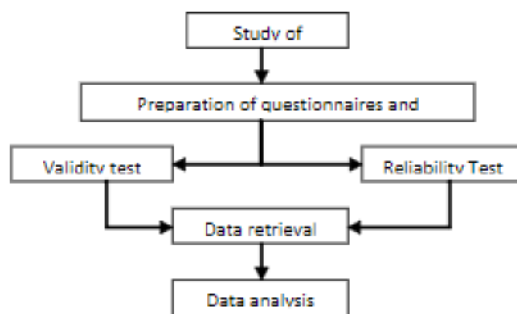 Study of
Preparation of questionnaires and
Validity test
Reliability Test
Data retrieval
Data analysis